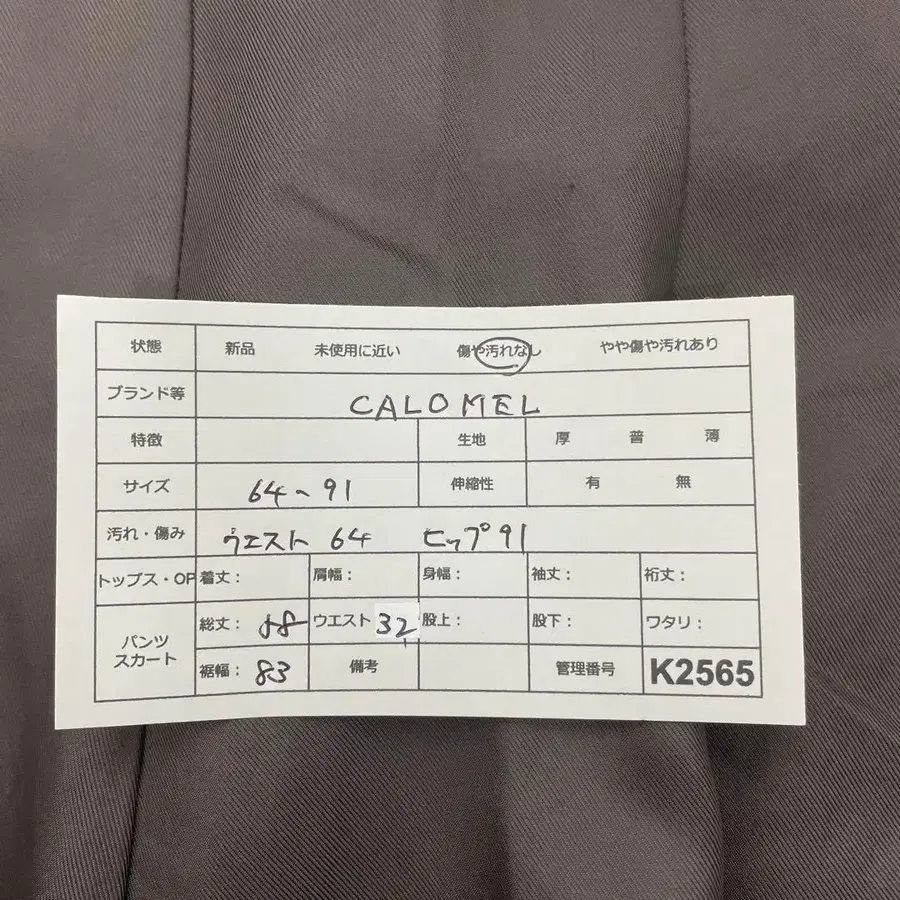 状態 新品 未使用に近い 傷や汚れなし やや傷や汚れあり
ブランド等 CALOMEL
特徴 生地 厚 普 薄
サイズ 64~91 伸縮性 有 無
汚れ・傷み ウエスト 64 ヒップ91
トップス・OP 着丈: 肩幅: 身幅: 袖丈: 裄丈:
パンツ スカート 総丈: 58 ウエスト 32 股上: 股下: ワタリ:
裾幅: 83 備考 管理番号 K2565